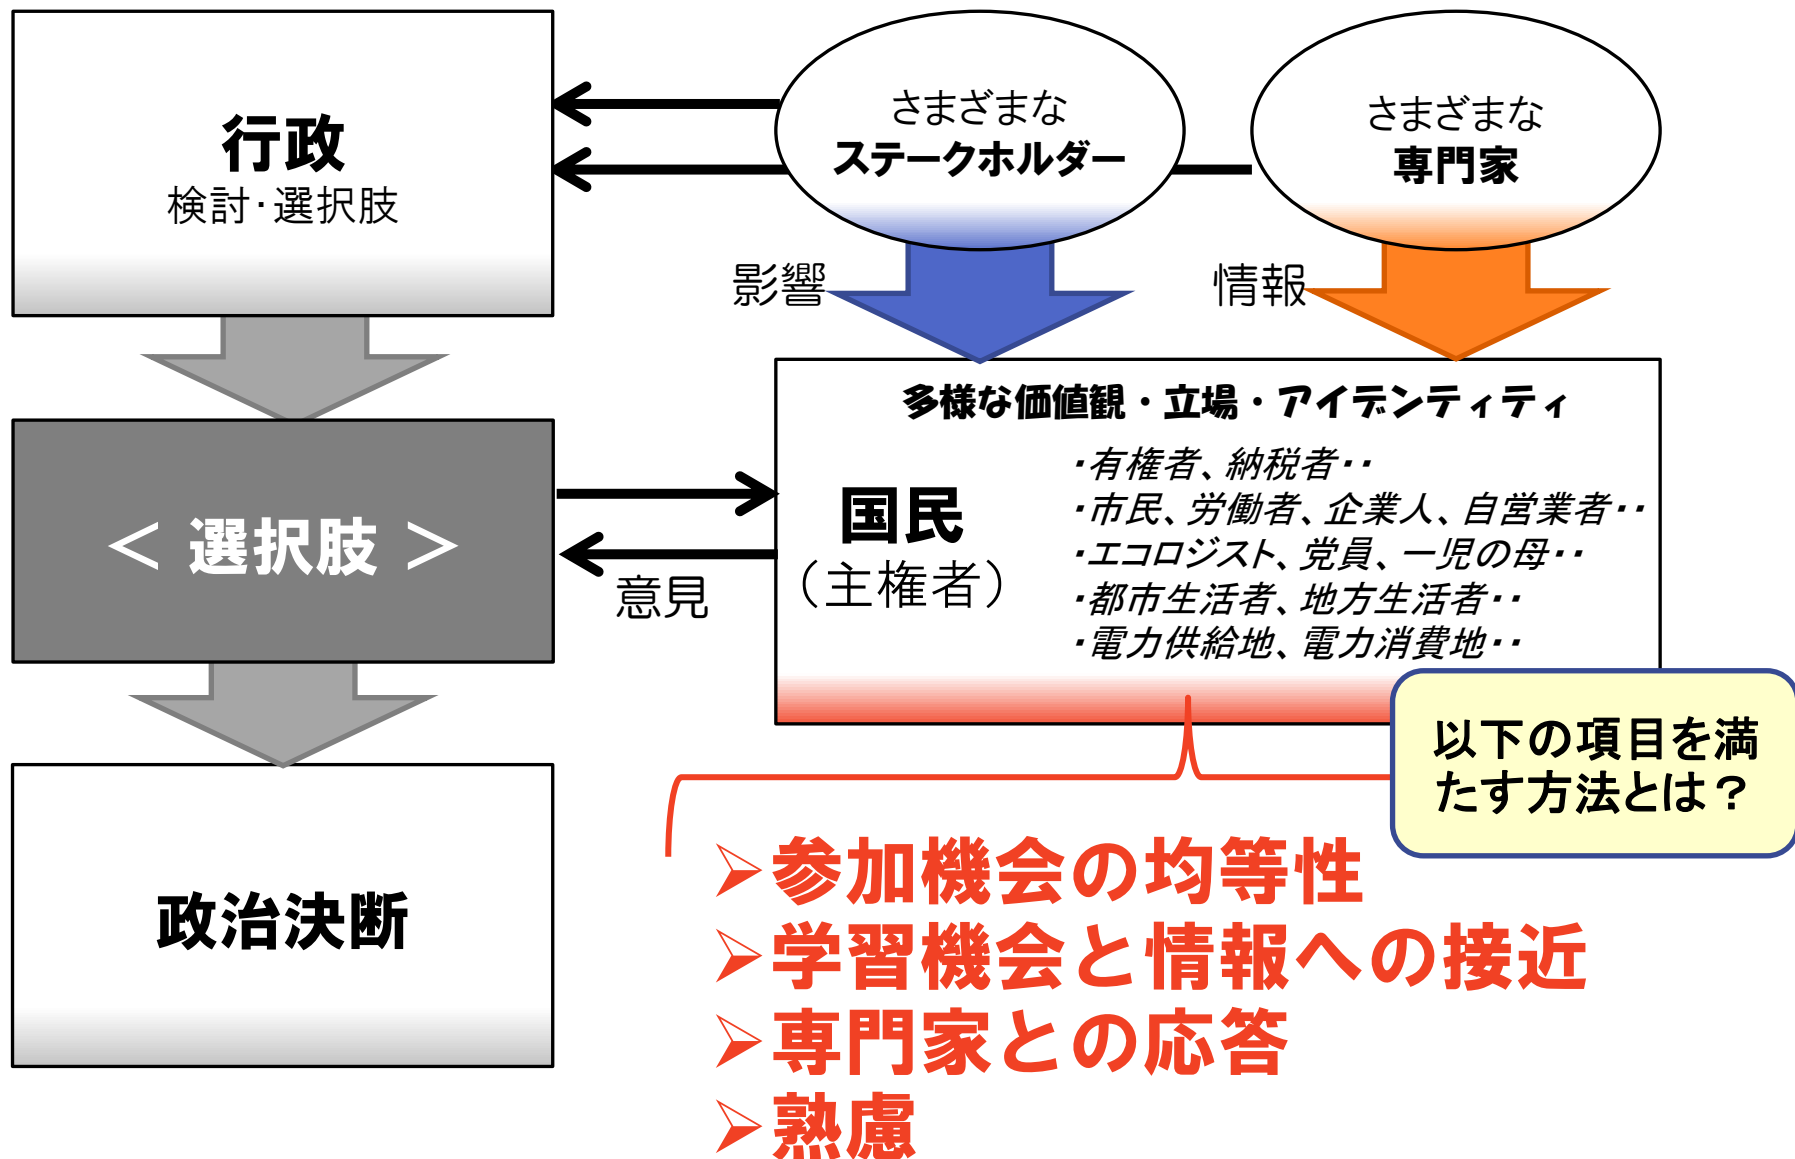 行政
検討・選択肢
さまざまな
ステークホルダー
さまざまな
専門家
影響
情報
多様な価値観・立場・アイデンティティ
国民
（主権者）
・有権者、納税者・・
・市民、労働者、企業人、自営業者・・
・エコロジスト、党員、一児の母・・
・都市生活者、地方生活者・・
・電力供給地、電力消費地・・
＜ 選択肢 ＞
意見
以下の項目を満
たす方法とは？
政治決断
➢参加機会の均等性
➢学習機会と情報への接近
➢専門家との応答
➢熟慮